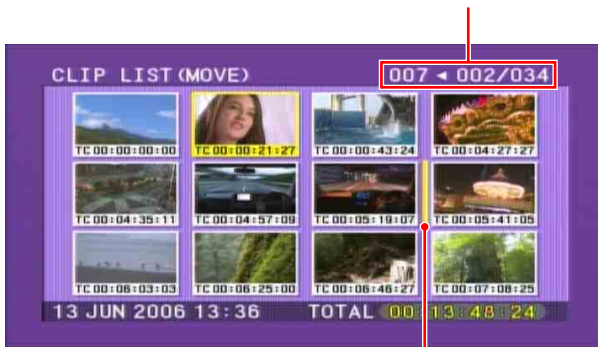 CLIP LIST(MOVE) 007 ◄ 002/034
TC 00:00:00:00 TC 00:00:21:27 TC 00:00:43:24 TC 00:04:27:27
TC 00:04:35:11 TC 00:04:57:09 TC 00:05:19:07 TC 00:05:41:05
TC 00:06:03:03 TC 00:06:25:00 TC 00:06:46:27 TC 00:07:08:25
13 JUN 2006 13:36 TOTAL 00:13:48:24